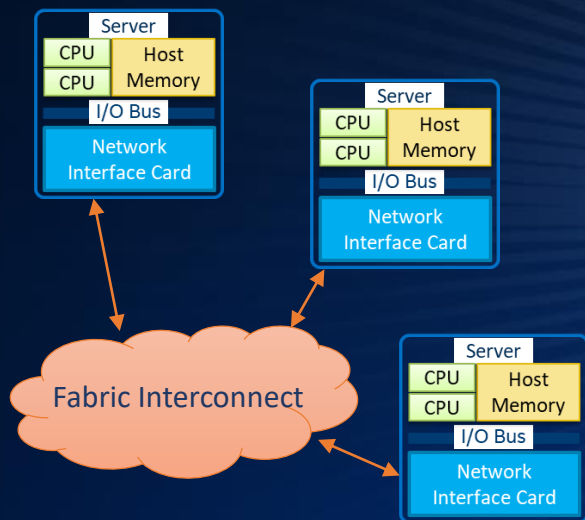 Server
CPU
CPU
Host
Memory
I/O Bus
Network
Interface Card
Server
CPU
CPU
Host
Memory
I/O Bus
Network
Interface Card
Fabric Interconnect
Server
CPU
CPU
Host
Memory
I/O Bus
Network
Interface Card